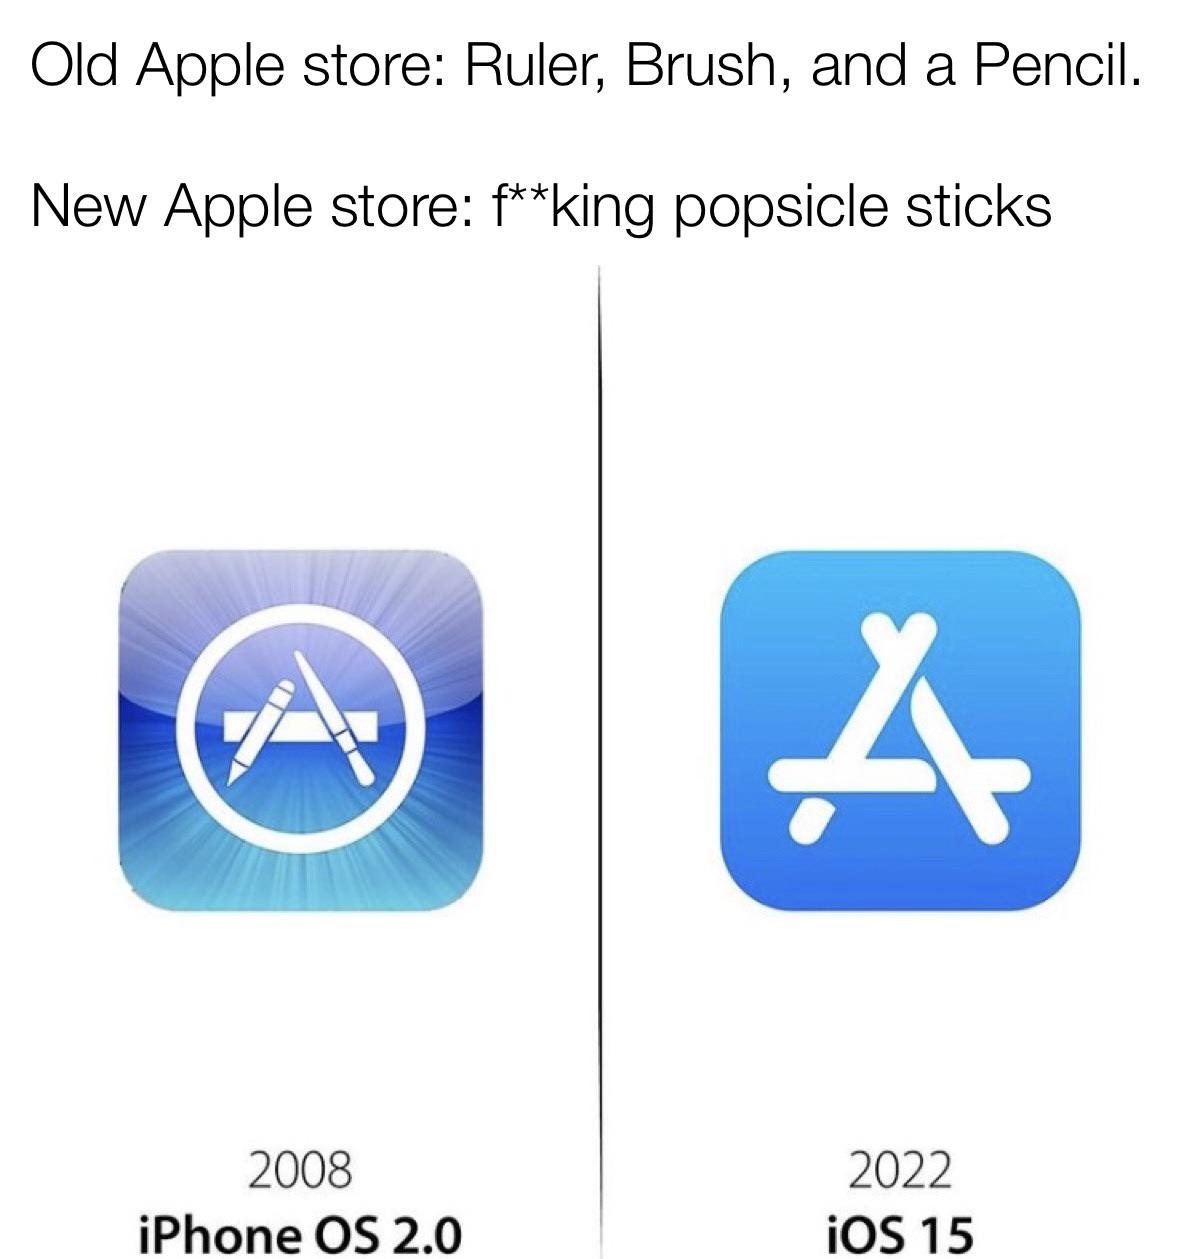 Old Apple store: Ruler, Brush, and a Pencil.
New Apple store: f**king popsicle sticks
2008
iPhone OS 2.0
2022
iOS 15